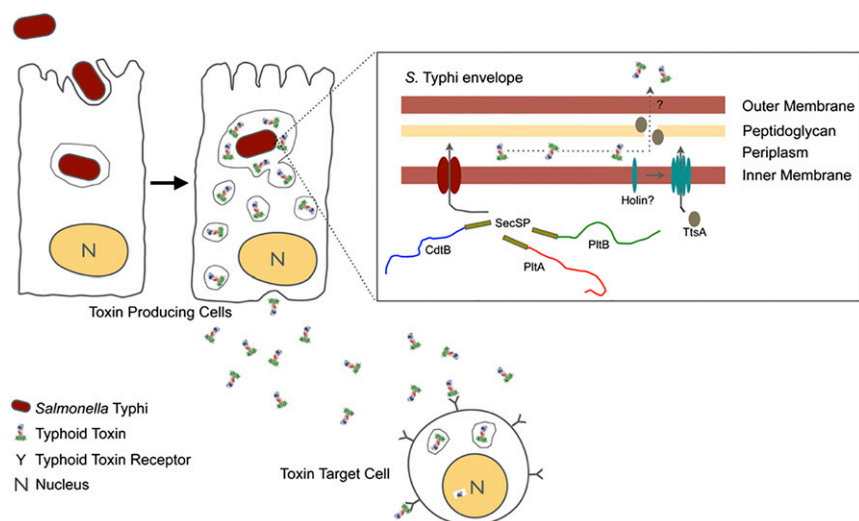 S. Typhi envelope
?
Outer Membrane
Peptidoglycan
Periplasm
Inner Membrane
Holin?
TtsA
SecSP
CdtB
PltB
PltA
N
N
Toxin Producing Cells
Salmonella Typhi
Typhoid Toxin
Typhoid Toxin Receptor
N Nucleus
Toxin Target Cell
N